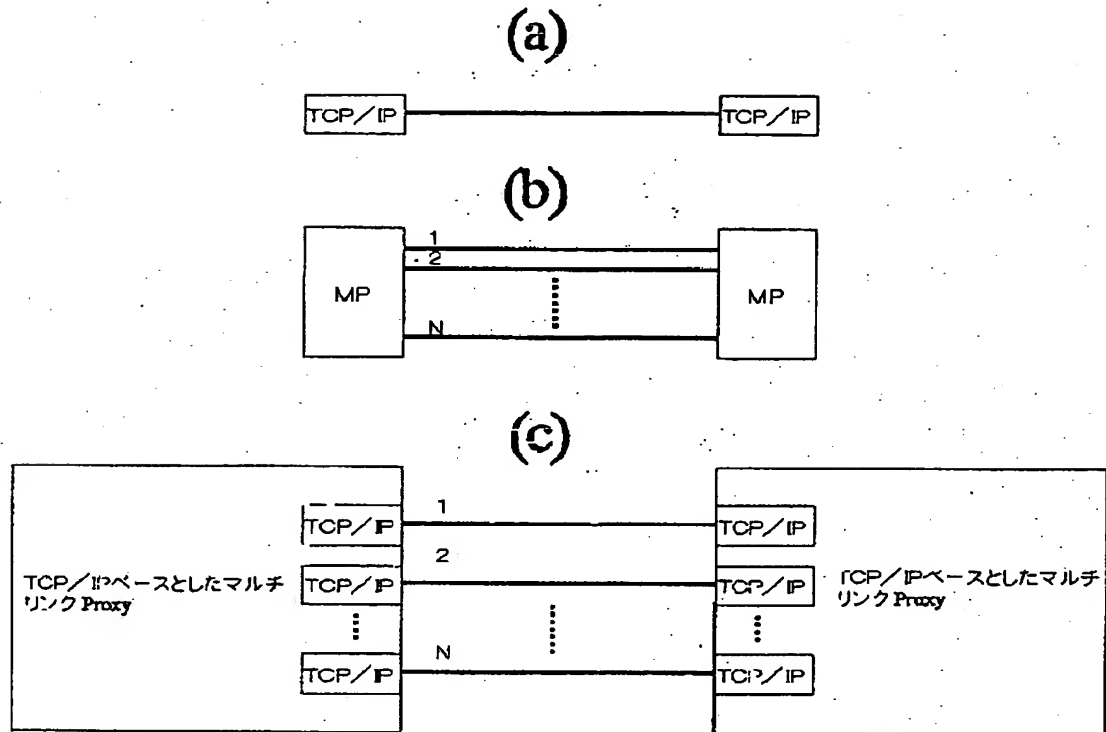 (a)
TCP/IP TCP/IP
(b)
MP
1
2
N
MP
(c)
TCP/IPベースとしたマルチ
リンク Proxy
TCP/IP
TCP/IP
TCP/IP
1
2
N
TCP/IP
TCP/IP
TCP/IP
TCP/IPベースとしたマルチ
リンク Proxy